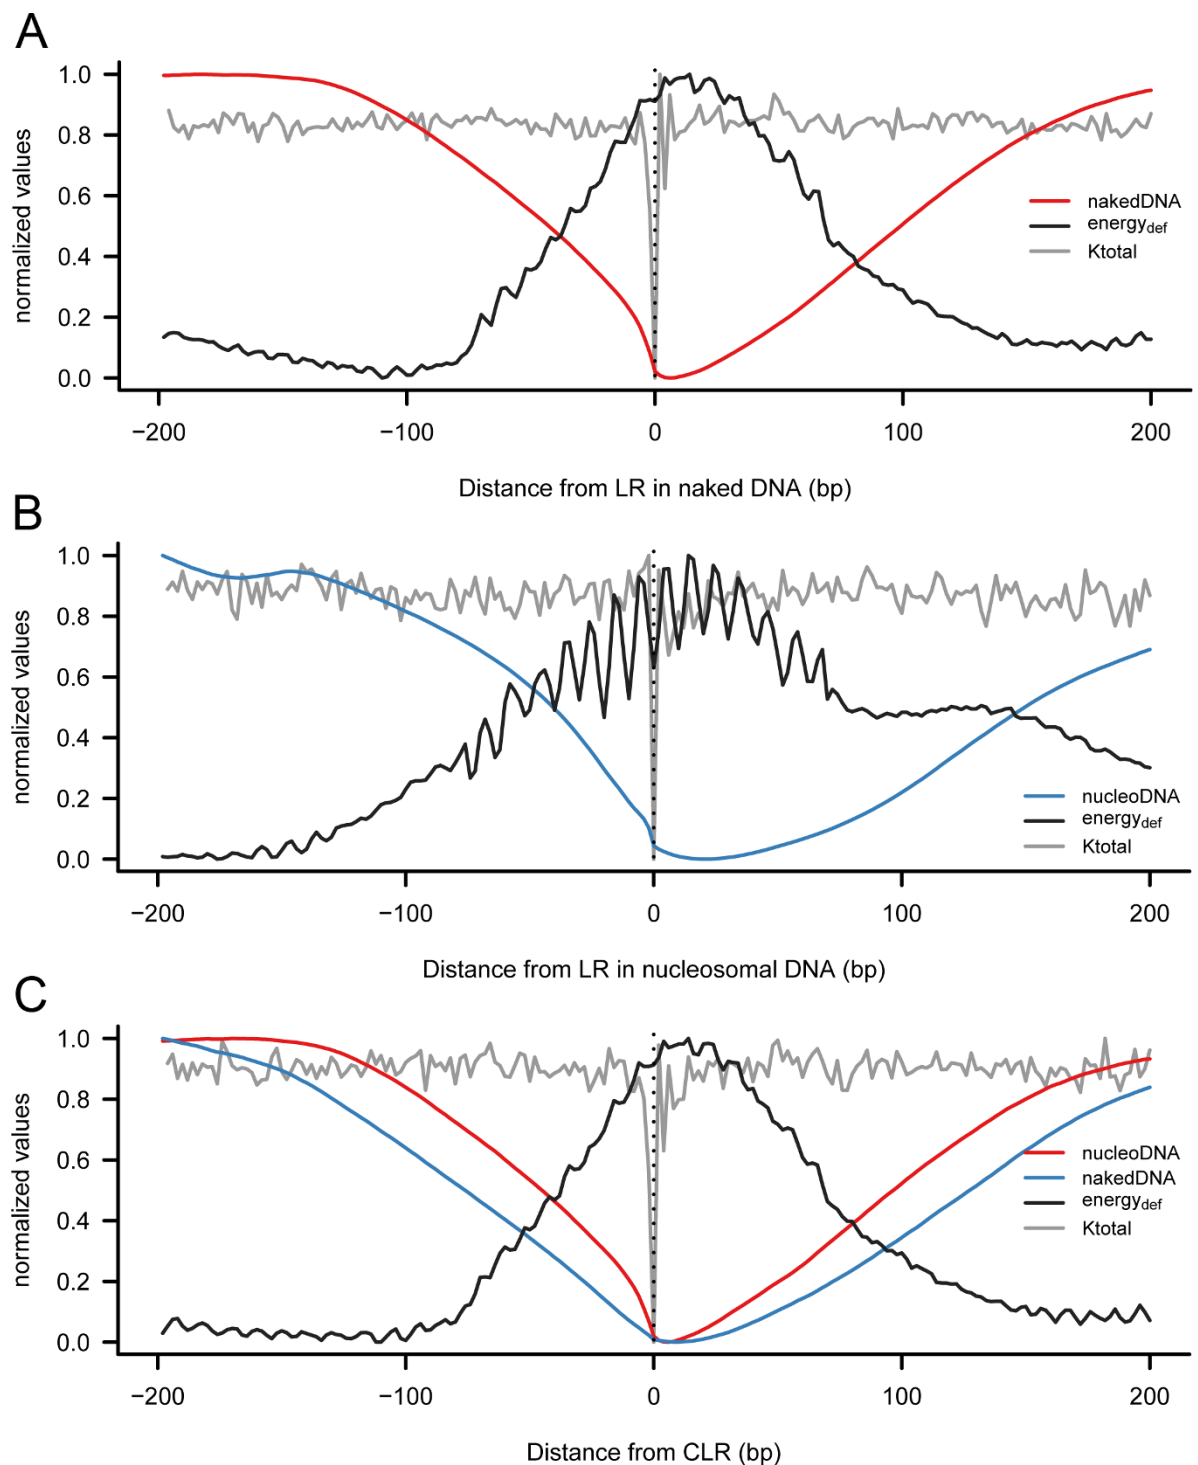 A
normalized values
1.0
0.8
0.6
0.4
0.2
0.0
nakedDNA
energydef
Ktotal
−200
−100
0
100
200
Distance from LR in naked DNA (bp)
B
normalized values
1.0
0.8
0.6
0.4
0.2
0.0
nucleoDNA
energydef
Ktotal
−200
−100
0
100
200
Distance from LR in nucleosomal DNA (bp)
C
normalized values
1.0
0.8
0.6
0.4
0.2
0.0
nucleoDNA
nakedDNA
energydef
Ktotal
−200
−100
0
100
200
Distance from CLR (bp)